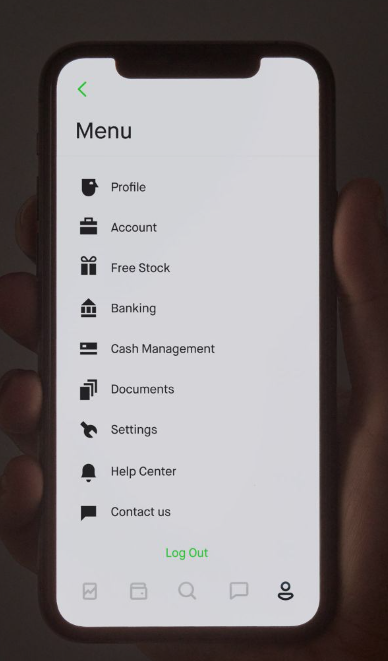 Menu
Profile
Account
Free Stock
Banking
Cash Management
Documents
Settings
Help Center
Contact us
Log Out